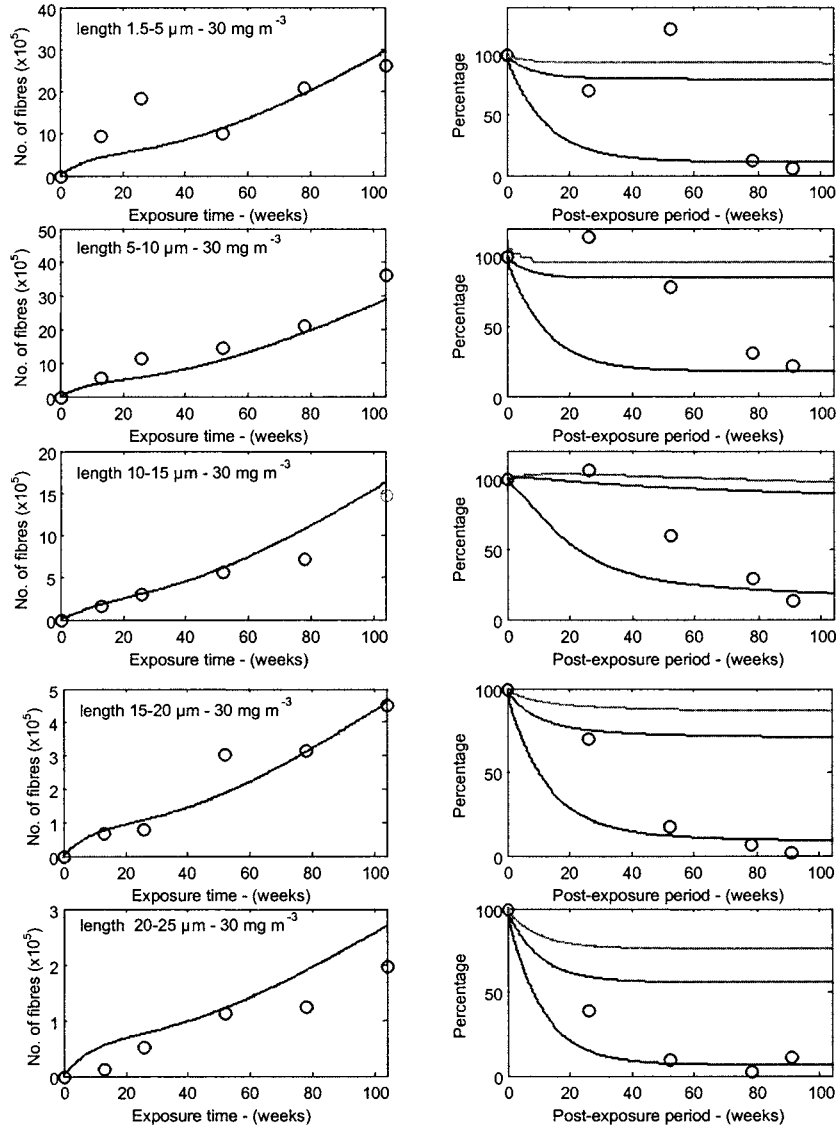 length 1.5-5 µm - 30 mg m⁻³
No. of fibres (x10⁵)
40
30
20
10
0
0 20 40 60 80 100
Exposure time - (weeks)
Percentage
100
50
0
0 20 40 60 80 100
Post-exposure period - (weeks)
length 5-10 µm - 30 mg m⁻³
No. of fibres (x10⁵)
50
40
30
20
10
0
0 20 40 60 80 100
Exposure time - (weeks)
Percentage
100
50
0
0 20 40 60 80 100
Post-exposure period - (weeks)
length 10-15 µm - 30 mg m⁻³
No. of fibres (x10⁵)
20
15
10
5
0
0 20 40 60 80 100
Exposure time - (weeks)
Percentage
100
50
0
0 20 40 60 80 100
Post-exposure period - (weeks)
length 15-20 µm - 30 mg m⁻³
No. of fibres (x10⁵)
5
4
3
2
1
0
0 20 40 60 80 100
Exposure time - (weeks)
Percentage
100
50
0
0 20 40 60 80 100
Post-exposure period - (weeks)
length 20-25 µm - 30 mg m⁻³
No. of fibres (x10⁵)
3
2
1
0
0 20 40 60 80 100
Exposure time - (weeks)
Percentage
100
50
0
0 20 40 60 80 100
Post-exposure period - (weeks)